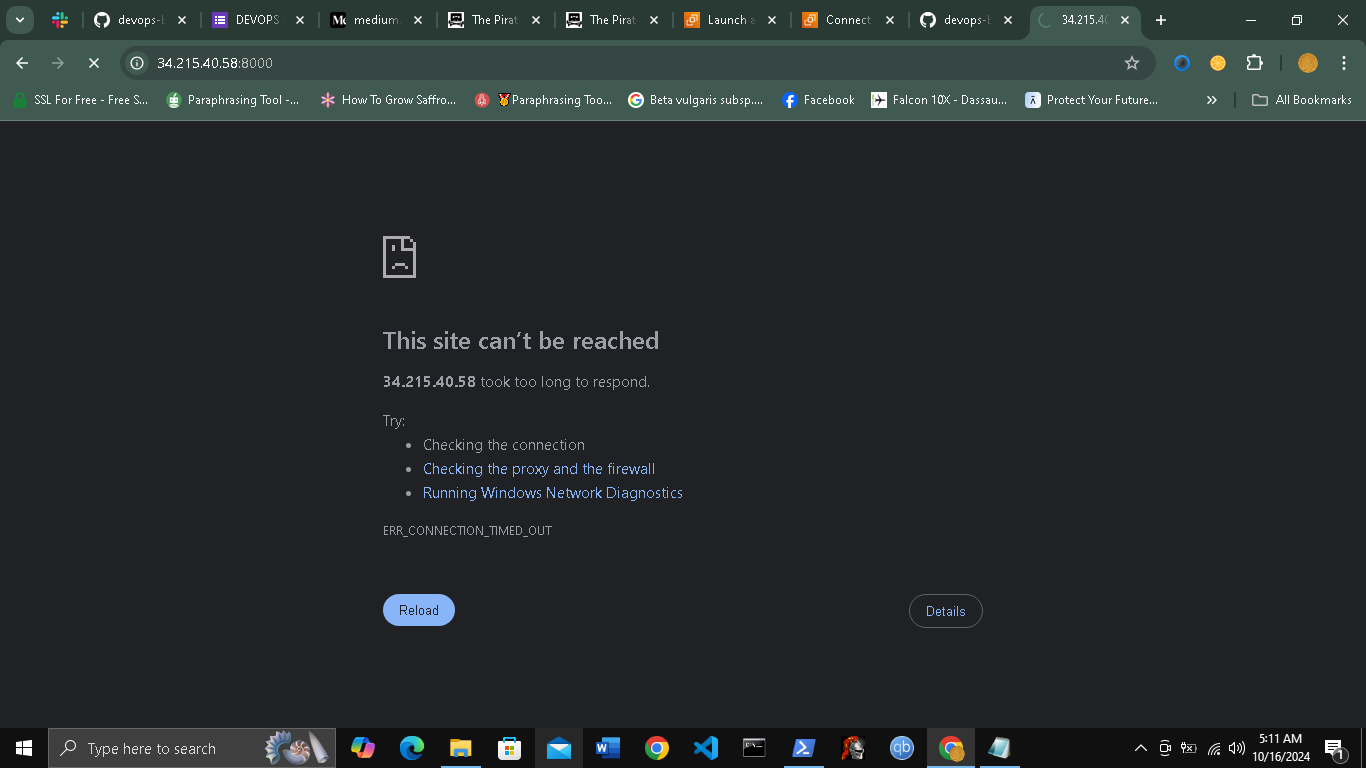 devops-b
DEVOPS
medium.
The Pirat
The Pirat
Launch a
Connect
devops-b
34.215.40
34.215.40.58:8000
SSL For Free - Free S...
Paraphrasing Tool -...
How To Grow Saffro...
Paraphrasing Too...
Beta vulgaris subsp....
Facebook
Falcon 10X - Dassau...
Protect Your Future...
»
All Bookmarks
This site can’t be reached
34.215.40.58 took too long to respond.
Try:
• Checking the connection
• Checking the proxy and the firewall
• Running Windows Network Diagnostics
ERR_CONNECTION_TIMED_OUT
Reload
Details
Type here to search
qb
5:11 AM
10/16/2024
1